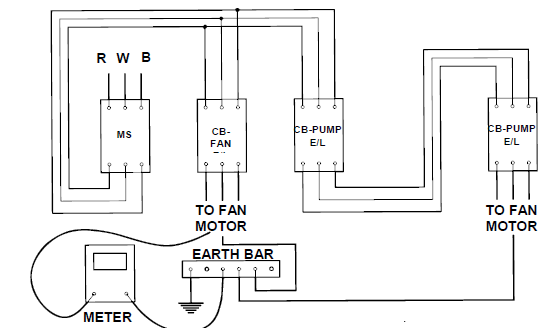 R W B
MS
CB-
FAN
CB-PUMP
E/L
CB-PUMP
E/L
TO FAN
MOTOR
TO FAN
MOTOR
EARTH BAR
METER